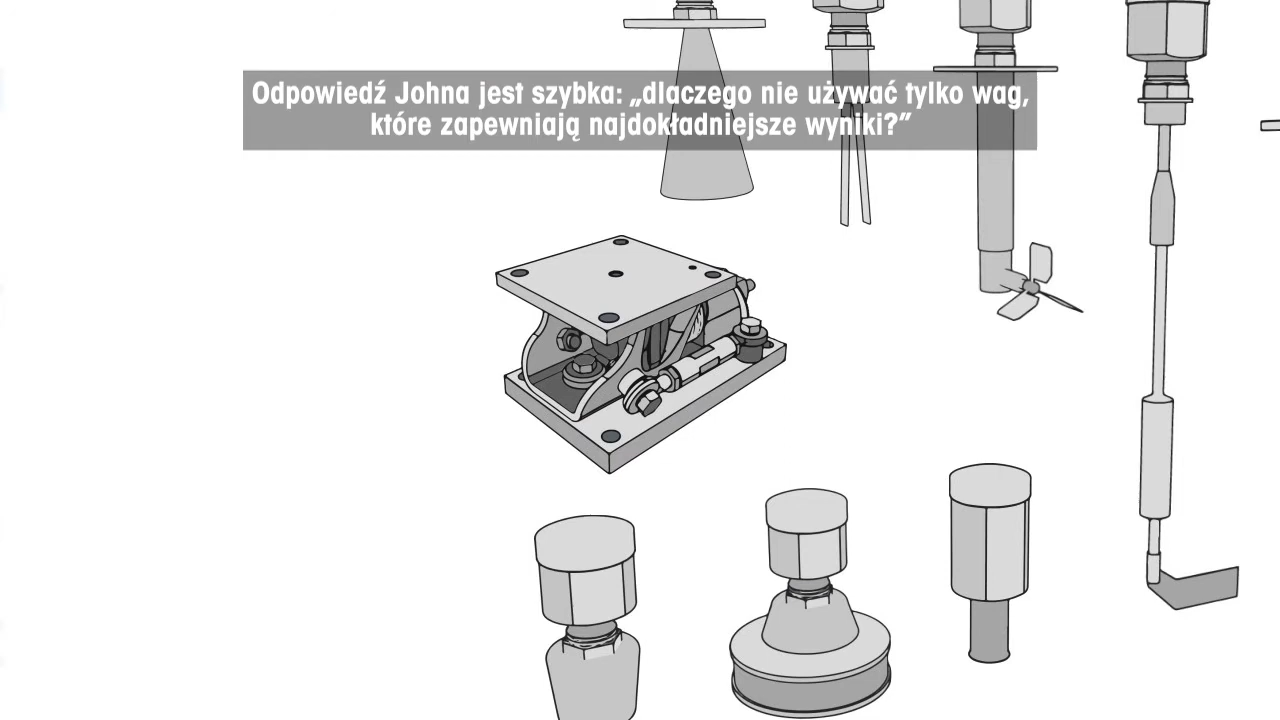 Odpowiedź Johna jest szybka: „dlaczego nie używać tylko wag,
które zapewniają najdokładniejsze wyniki?”